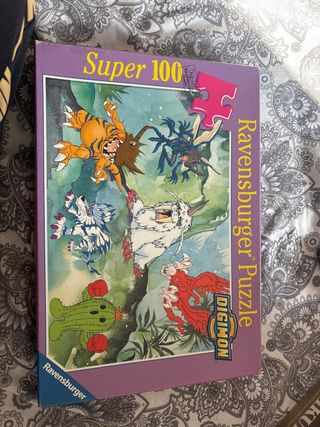 Super 100
Ravensburger® Puzzle
DIGIMON
Ravensburger